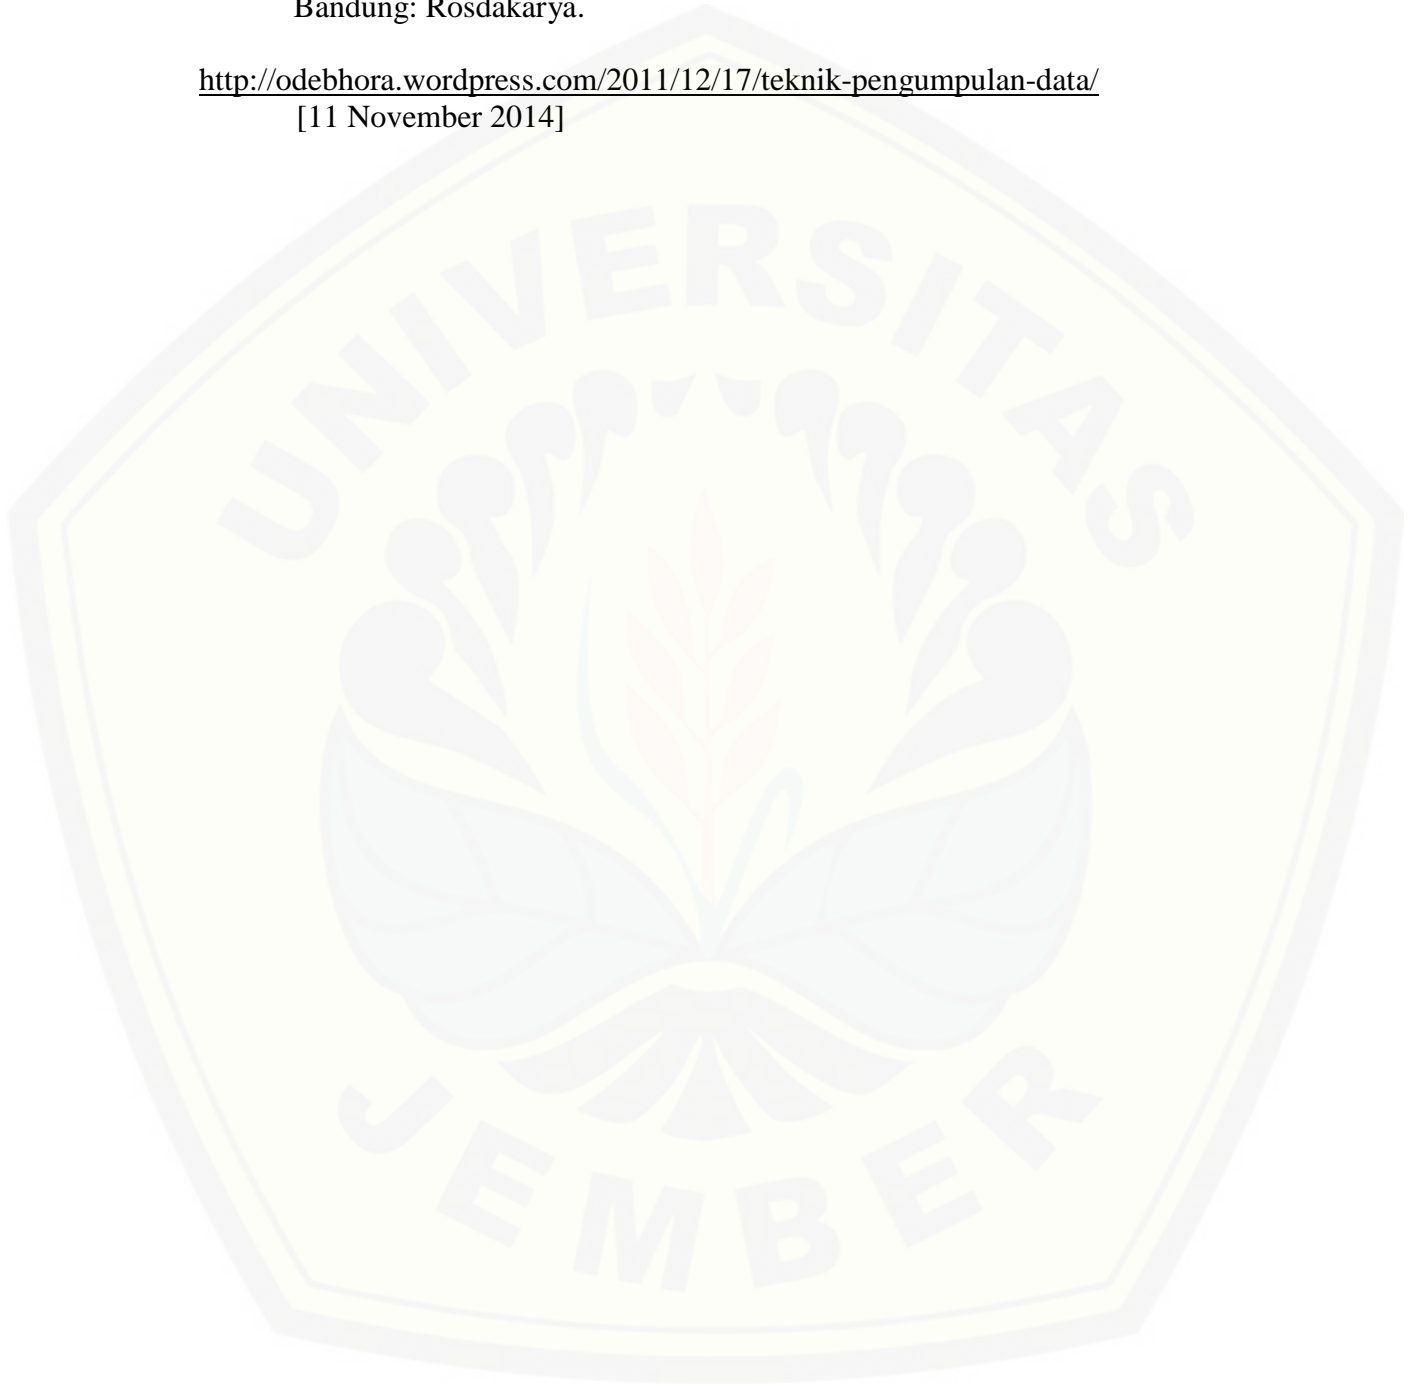 Bandung: Rosdakarya.
http://odebhora.wordpress.com/2011/12/17/teknik-pengumpulan-data/
[11 November 2014]
UNIVERSITAS
JEMBER